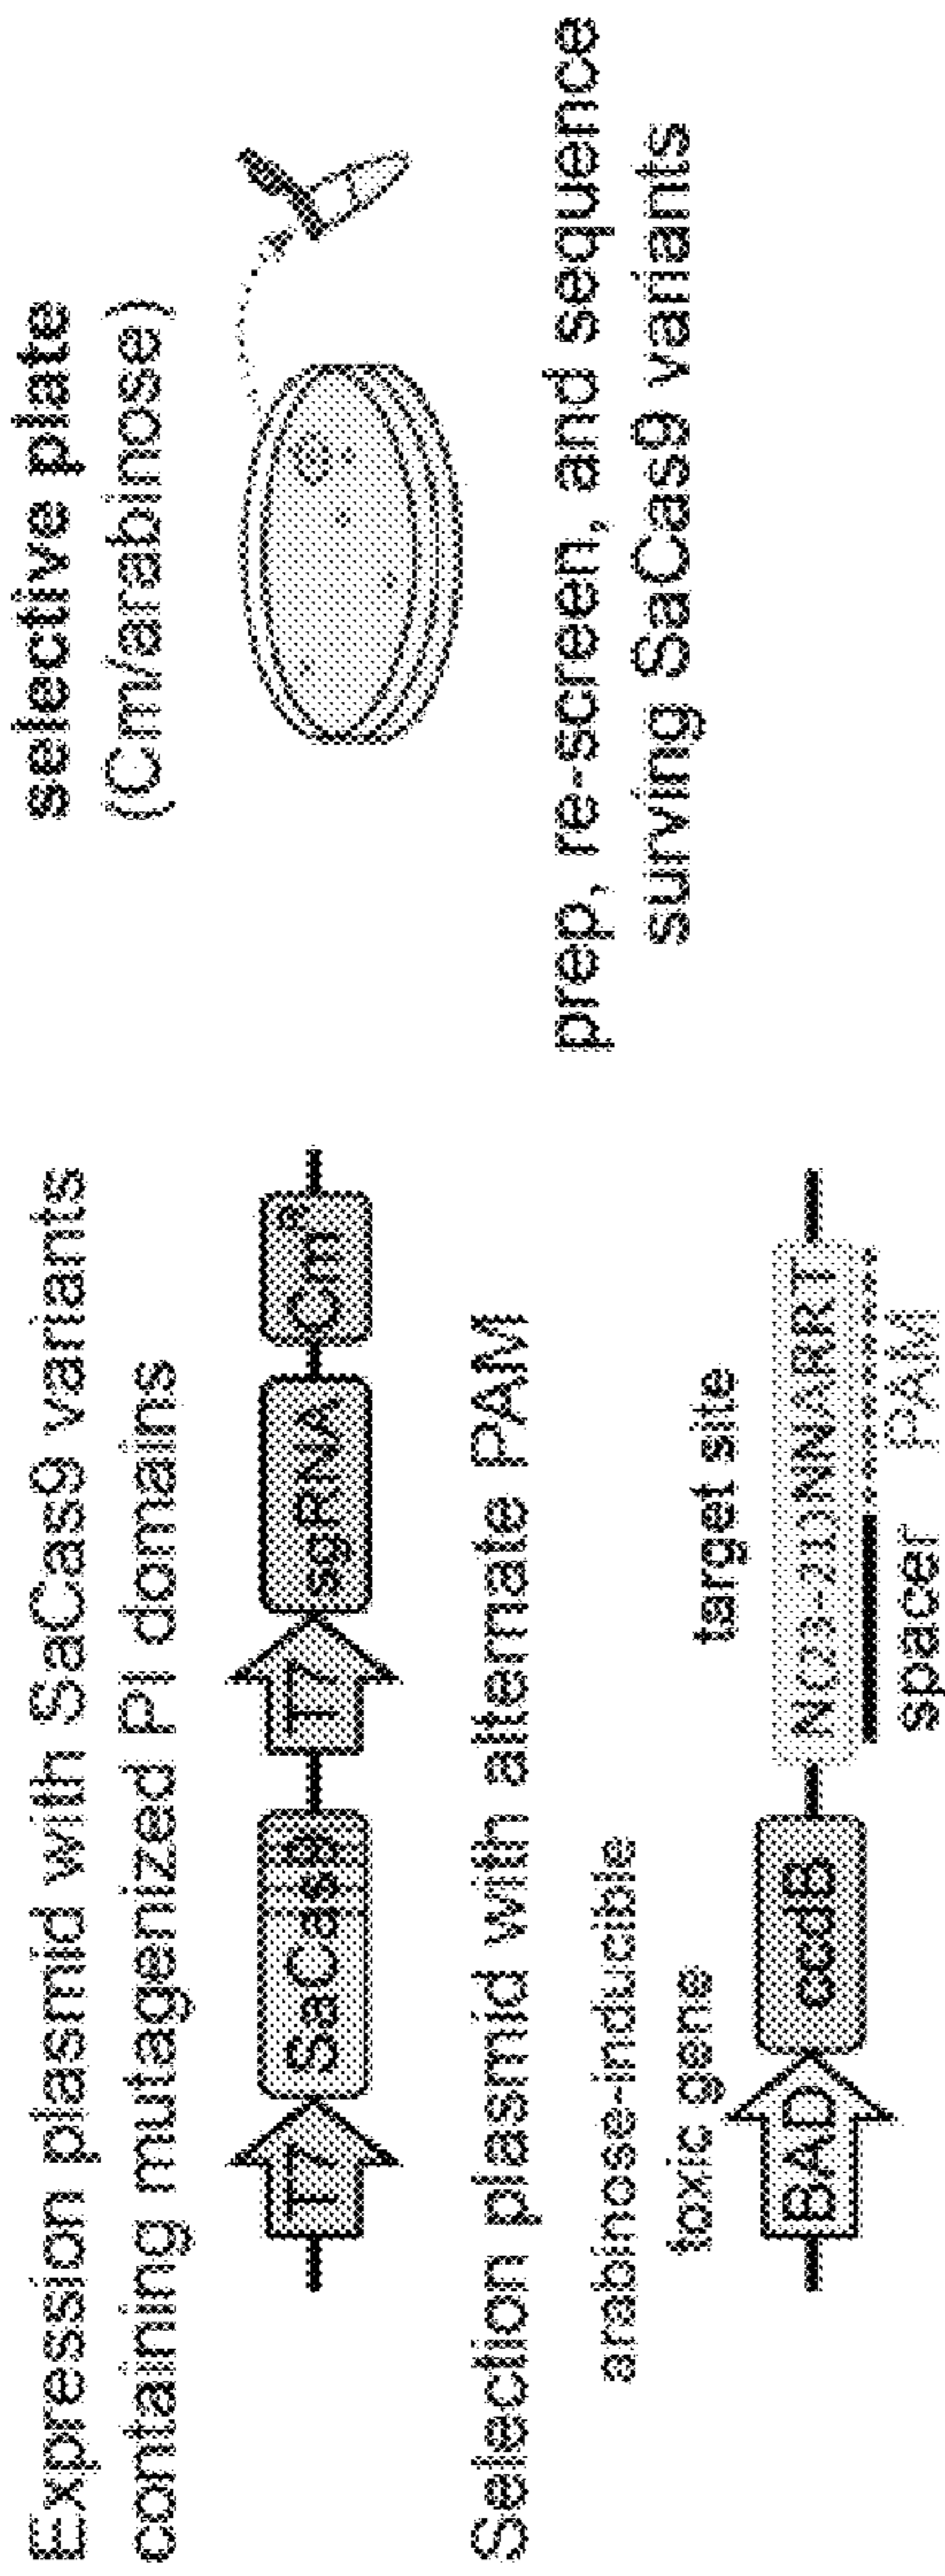 Expression plasmid with SaCas9 variants
containing mutagenized PI domains
T7
SaCas9
T7
sgRNA
CmR
Selection plasmid with alternate PAM
arabinose-inducible
toxic gene
BAD
ccdB
target site
NNARRT
spacer
PAM
selective plate
(Cm/arabinose)
prep, re-screen, and sequence
surving SaCas9 variants